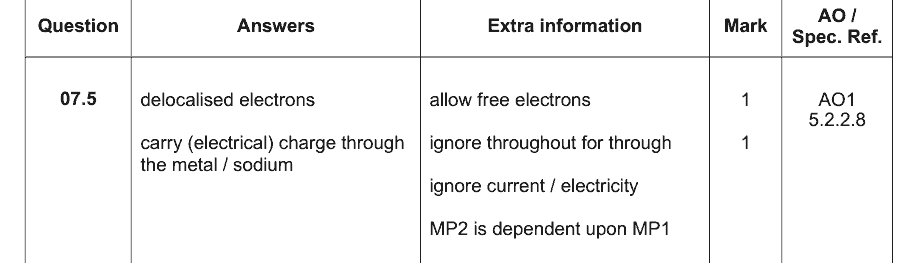 Question Answers Extra information Mark AO /
Spec. Ref.
07.5 delocalised electrons allow free electrons 1 AO1
5.2.2.8
carry (electrical) charge through ignore throughout for through 1
the metal / sodium
ignore current / electricity
MP2 is dependent upon MP1